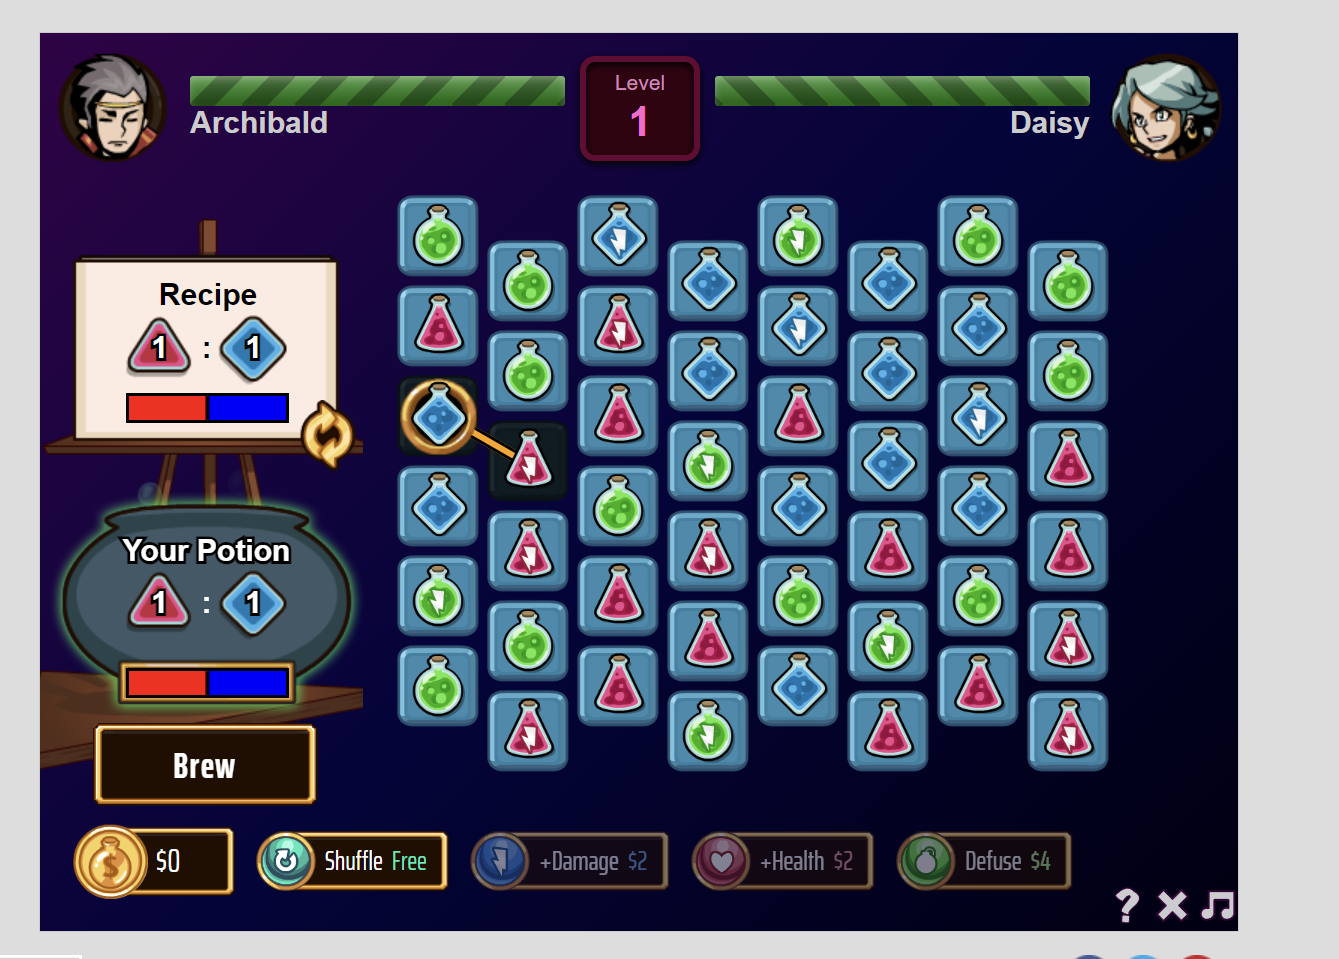 Level
1
Archibald
Daisy
Recipe
1 : 1
Your Potion
1 : 1
Brew
$0
Shuffle Free
+Damage $2
+Health $2
Defuse $4
?